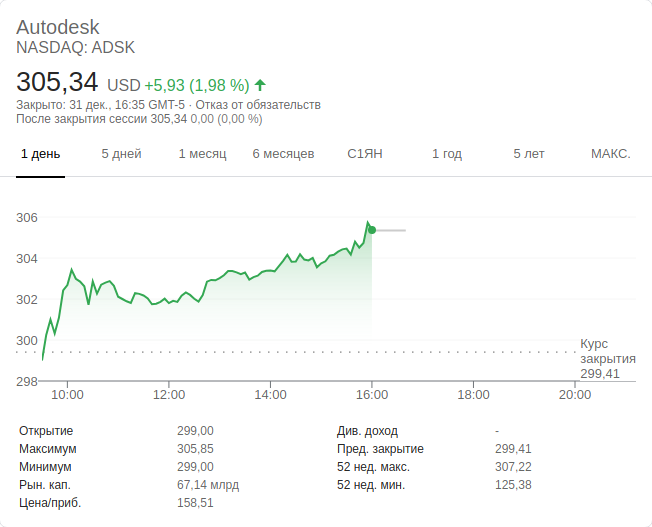 Autodesk
NASDAQ: ADSK
305,34 USD +5,93 (1,98 %)
Закрыто: 31 дек., 16:35 GMT-5 · Отказ от обязательств
После закрытия сессии 305,34 0,00 (0,00 %)
1 день 5 дней 1 месяц 6 месяцев С1ЯН 1 год 5 лет МАКС.
306
304
302
300
298
Курс
закрытия
299,41
10:00 12:00 14:00 16:00 18:00 20:00
Открытие 299,00 Див. доход -
Максимум 305,85 Пред. закрытие 299,41
Минимум 299,00 52 нед. макс. 307,22
Рын. кап. 67,14 млрд 52 нед. мин. 125,38
Цена/приб. 158,51